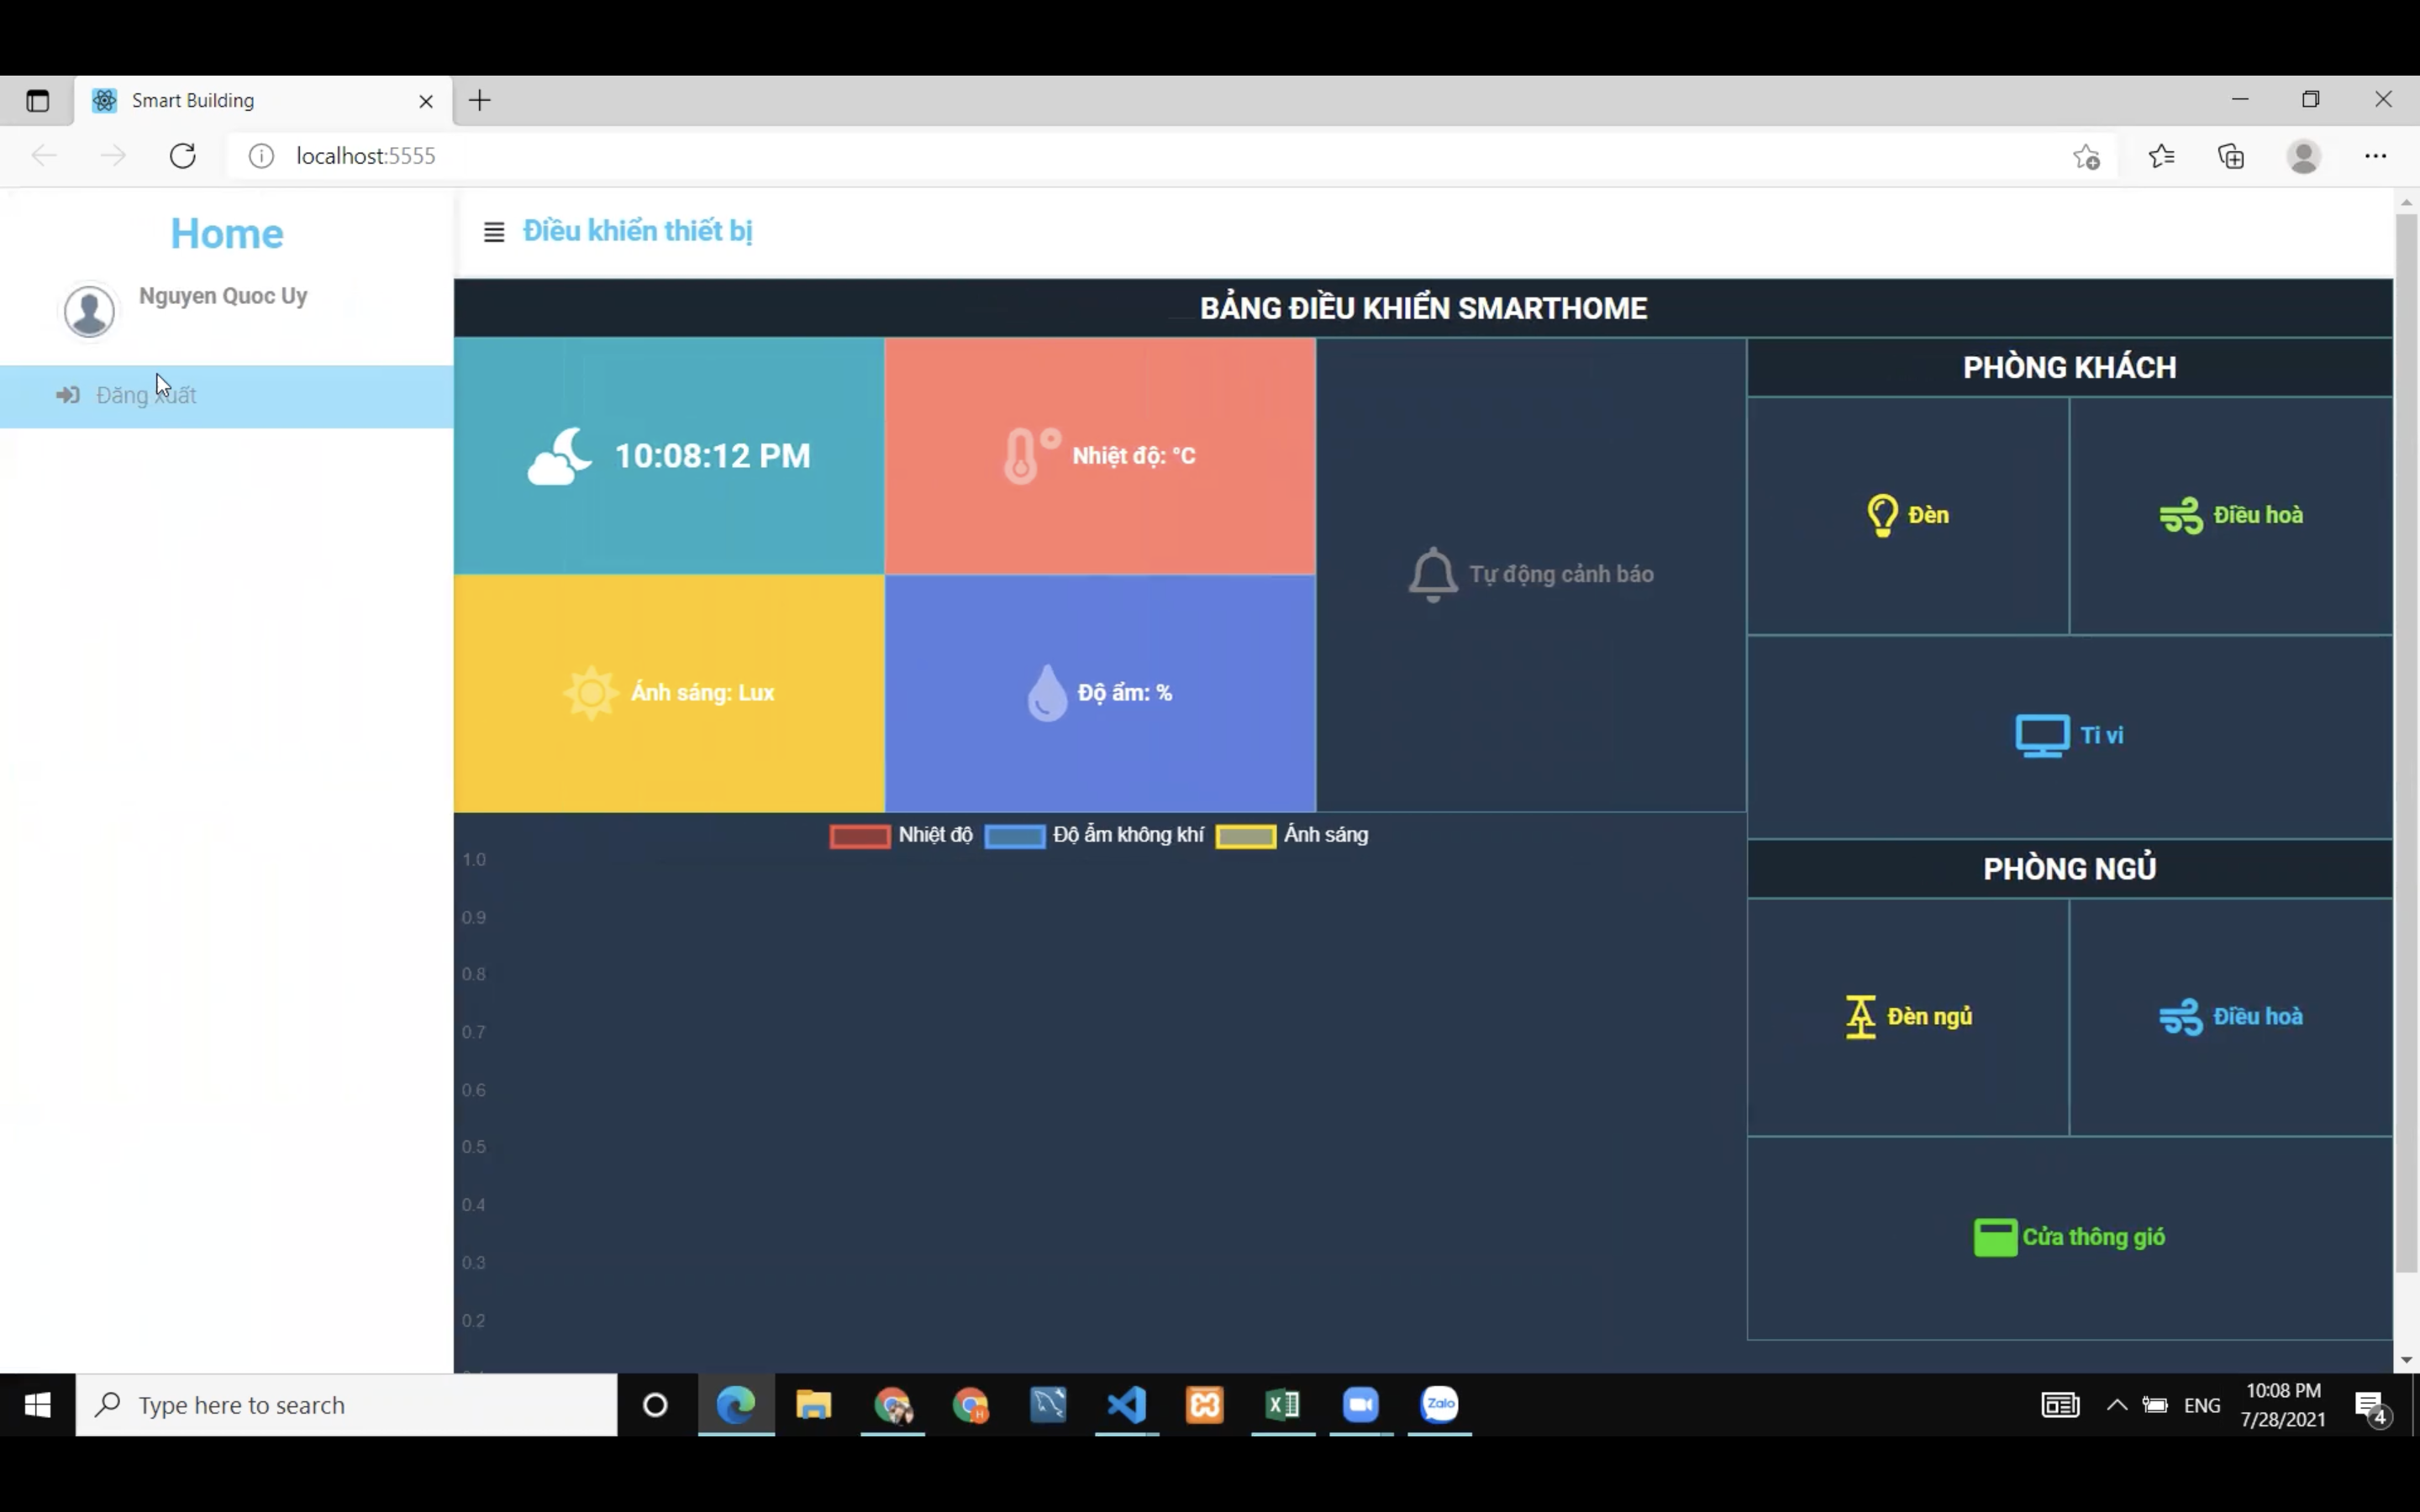 Smart Building
localhost:5555
Home
Nguyen Quoc Uy
Đăng xuất
Điều khiển thiết bị
BẢNG ĐIỀU KHIỂN SMARTHOME
10:08:12 PM
Nhiệt độ: °C
Ánh sáng: Lux
Độ ẩm: %
Tự động cảnh báo
PHÒNG KHÁCH
Đèn
Điều hoà
Ti vi
PHÒNG NGỦ
Đèn ngủ
Điều hoà
Cửa thông gió
Nhiệt độ
Độ ẩm không khí
Ánh sáng
1.0
0.9
0.8
0.7
0.6
0.5
0.4
0.3
0.2
Type here to search
Zalo
ENG
10:08 PM
7/28/2021
4